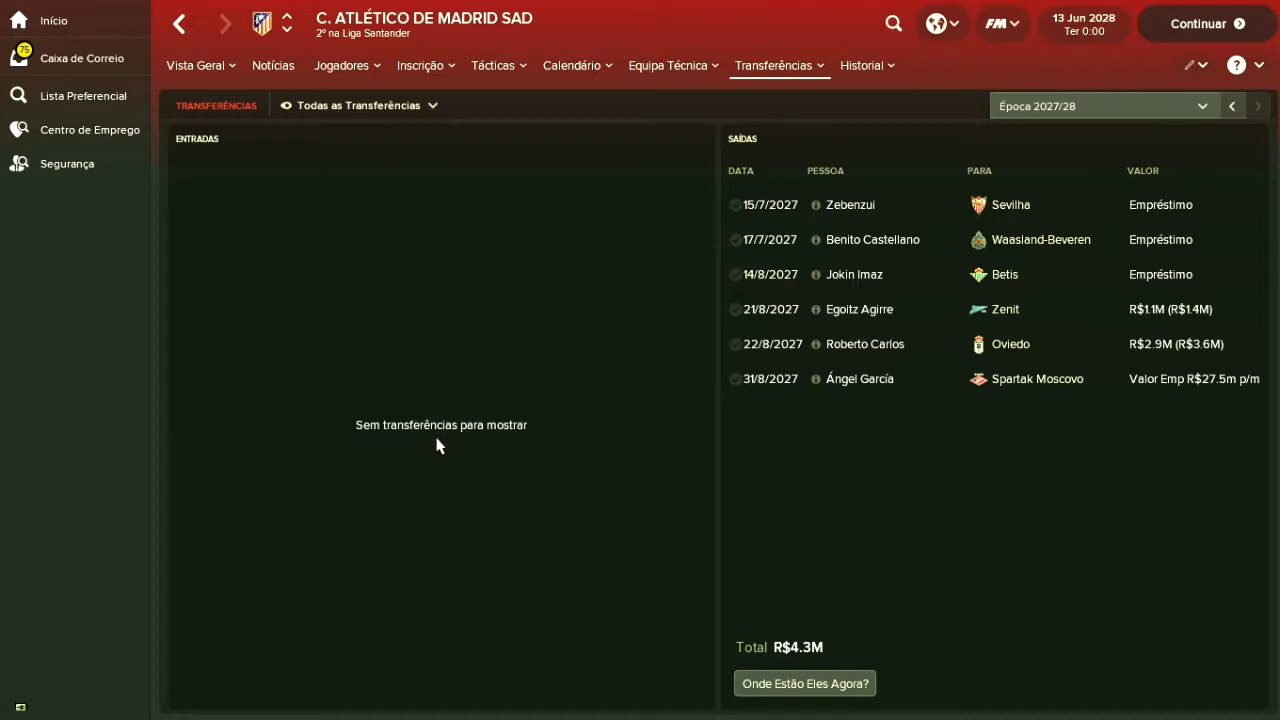 Início
75
Caixa de Correio
Lista Preferencial
Centro de Emprego
Segurança
C. ATLÉTICO DE MADRID SAD
2º na Liga Santander
FM
13 Jun 2028
Ter 0:00
Continuar
Vista Geral
Notícias
Jogadores
Inscrição
Tácticas
Calendário
Equipa Técnica
Transferências
Historial
?
TRANSFERÊNCIAS
Todas as Transferências
Época 2027/28
ENTRADAS
Sem transferências para mostrar
SAÍDAS
DATA PESSOA PARA VALOR
15/7/2027 Zebenzui Sevilha Empréstimo
17/7/2027 Benito Castellano Waasland-Beveren Empréstimo
14/8/2027 Jokin Imaz Betis Empréstimo
21/8/2027 Egoitz Agirre Zenit R$1.1M (R$1.4M)
22/8/2027 Roberto Carlos Oviedo R$2.9M (R$3.6M)
31/8/2027 Ángel García Spartak Moscovo Valor Emp R$27.5m p/m
Total R$4.3M
Onde Estão Eles Agora?